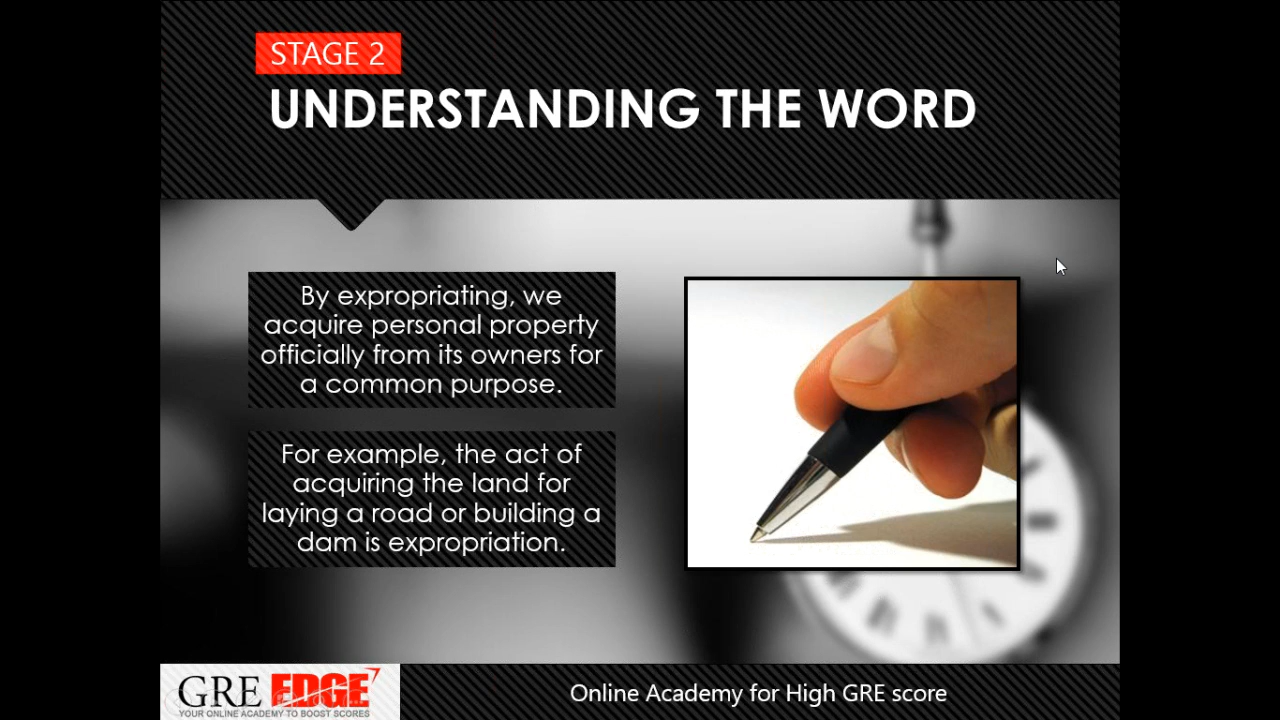 STAGE 2
UNDERSTANDING THE WORD
By expropriating, we
acquire personal property
officially from its owners for
a common purpose.
For example, the act of
acquiring the land for
laying a road or building a
dam is expropriation.
GRE EDGE
YOUR ONLINE ACADEMY TO BOOST SCORES
Online Academy for High GRE score